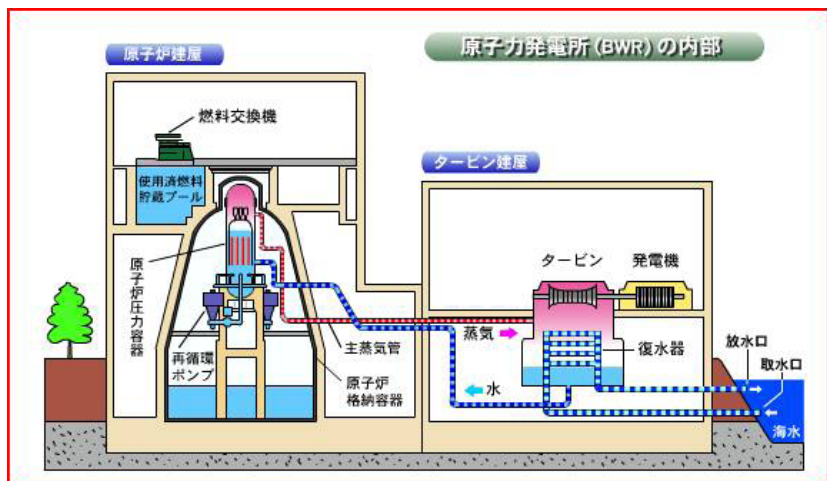 原子炉建屋
原子力発電所(BWR)の内部
燃料交換機
タービン建屋
使用済燃料
貯蔵プール
原子炉圧力容器
タービン
発電機
蒸気
復水器
放水口
取水口
主蒸気管
再循環
ポンプ
原子炉
格納容器
水
海水